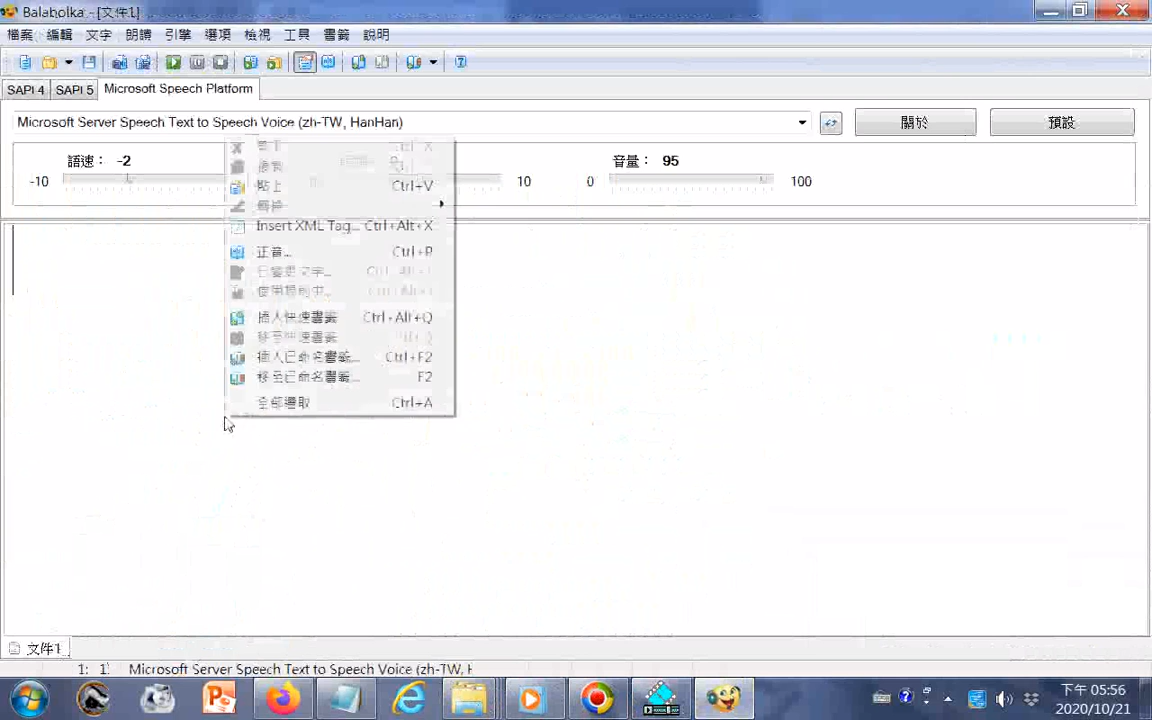 Balabolka - [文件1]
檔案 編輯 文字 朗讀 引擎 選項 檢視 工具 書籤 說明
SAPI 4 SAPI 5 Microsoft Speech Platform
Microsoft Server Speech Text to Speech Voice (zh-TW, HanHan) 關於 預設
語速： -2 音量： 95
-10 10 0 100
貼上 Ctrl+V
Insert XML Tag... Ctrl+Alt+X
正音... Ctrl+P
插入快速書籤 Ctrl+Alt+Q
移至快速書籤
插入已命名書籤... Ctrl+F2
移至已命名書籤... F2
全部選取 Ctrl+A
文件1
1: 1 Microsoft Server Speech Text to Speech Voice (zh-TW, H
下午 05:56
2020/10/21